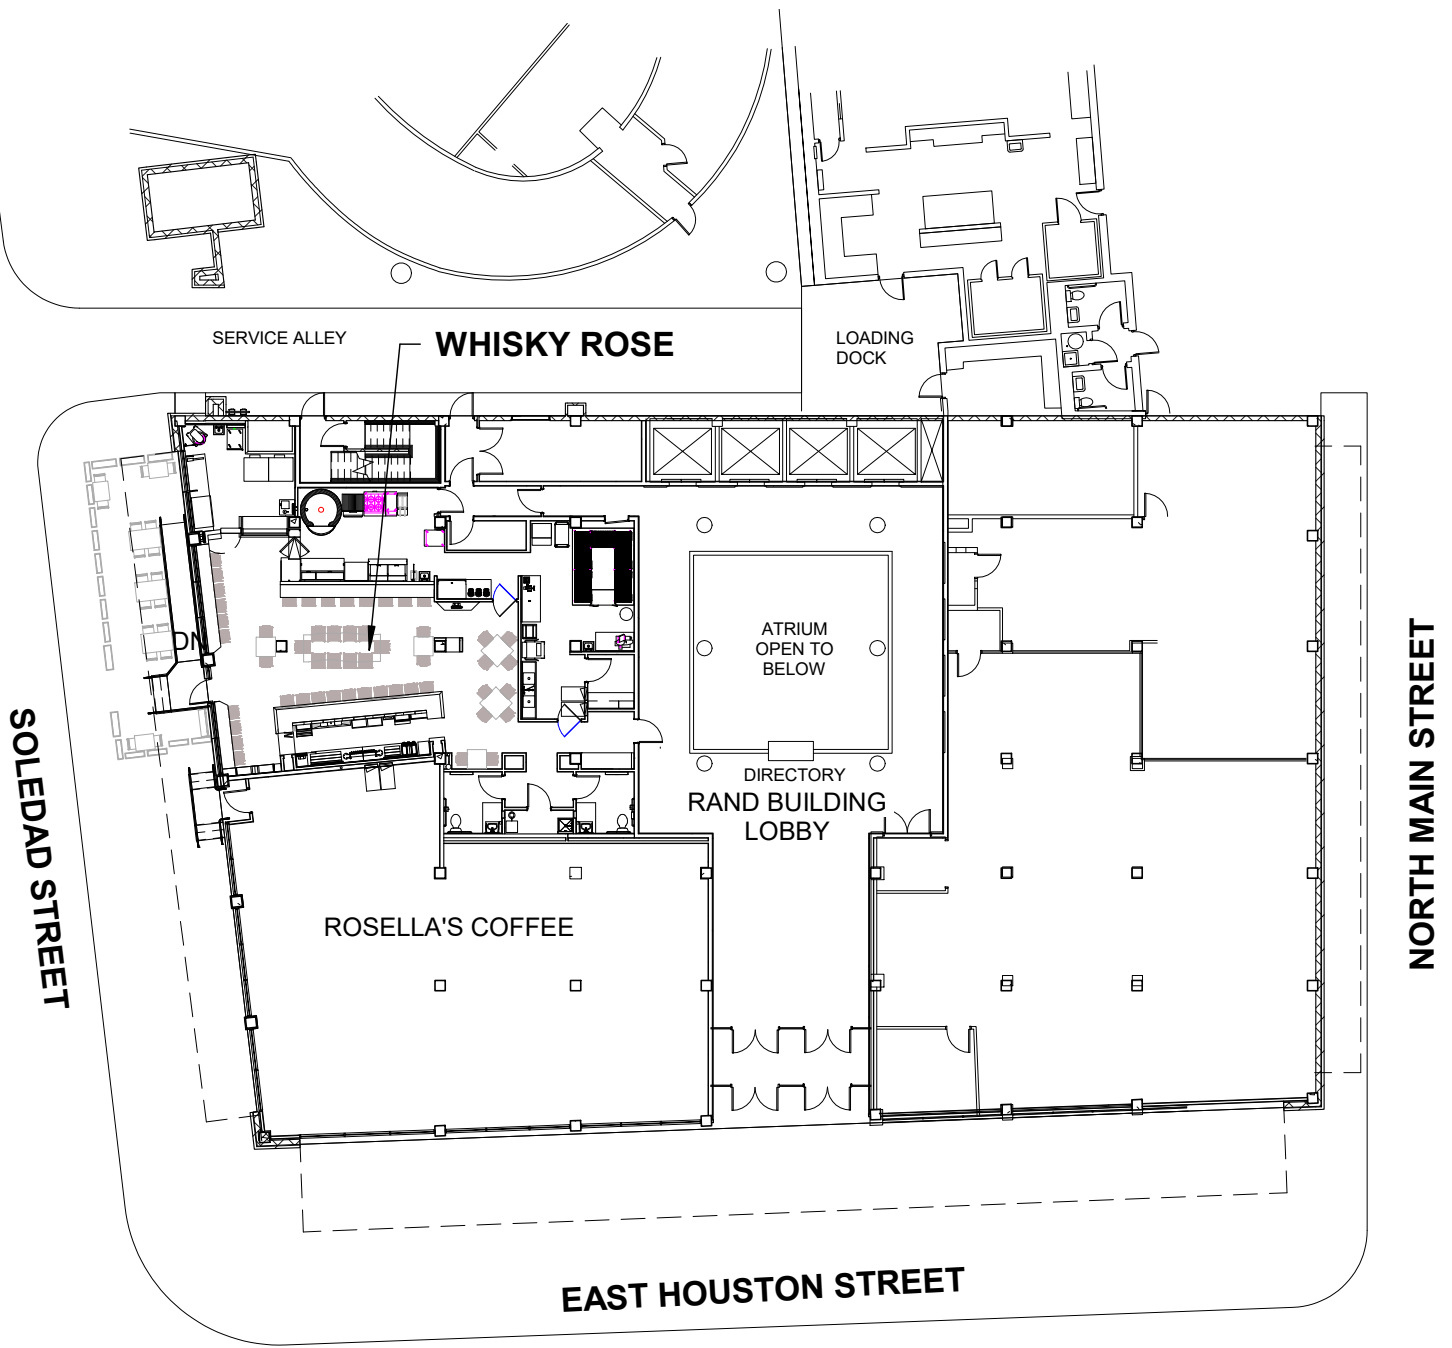 SERVICE ALLEY
WHISKY ROSE
LOADING
DOCK
DN
ATRIUM
OPEN TO
BELOW
DIRECTORY
RAND BUILDING
LOBBY
ROSELLA'S COFFEE
SOLEDAD STREET
NORTH MAIN STREET
EAST HOUSTON STREET